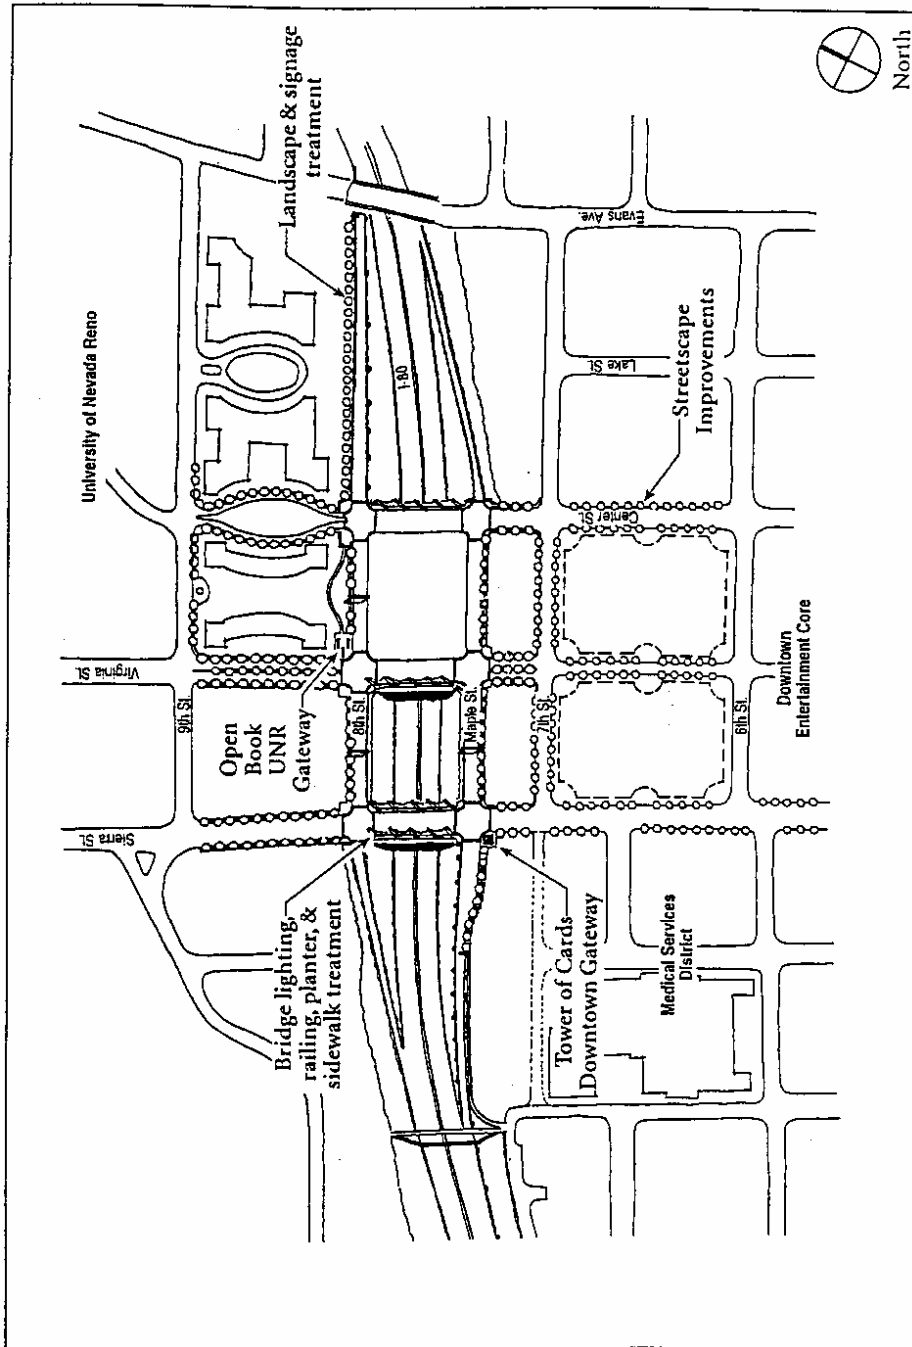 North
University of Nevada Reno
Landscape & signage
treatment
I-80
Evans Ave.
Lake St.
Streetscape
Improvements
Center St.
Virginia St.
9th St.
Open
Book
UNR
Gateway
8th St.
Maple St.
7th St.
6th St.
Downtown
Entertainment Core
Sierra St.
Bridge lighting,
railing, planter, &
sidewalk treatment
Tower of Cards
Downtown Gateway
Medical Services
District